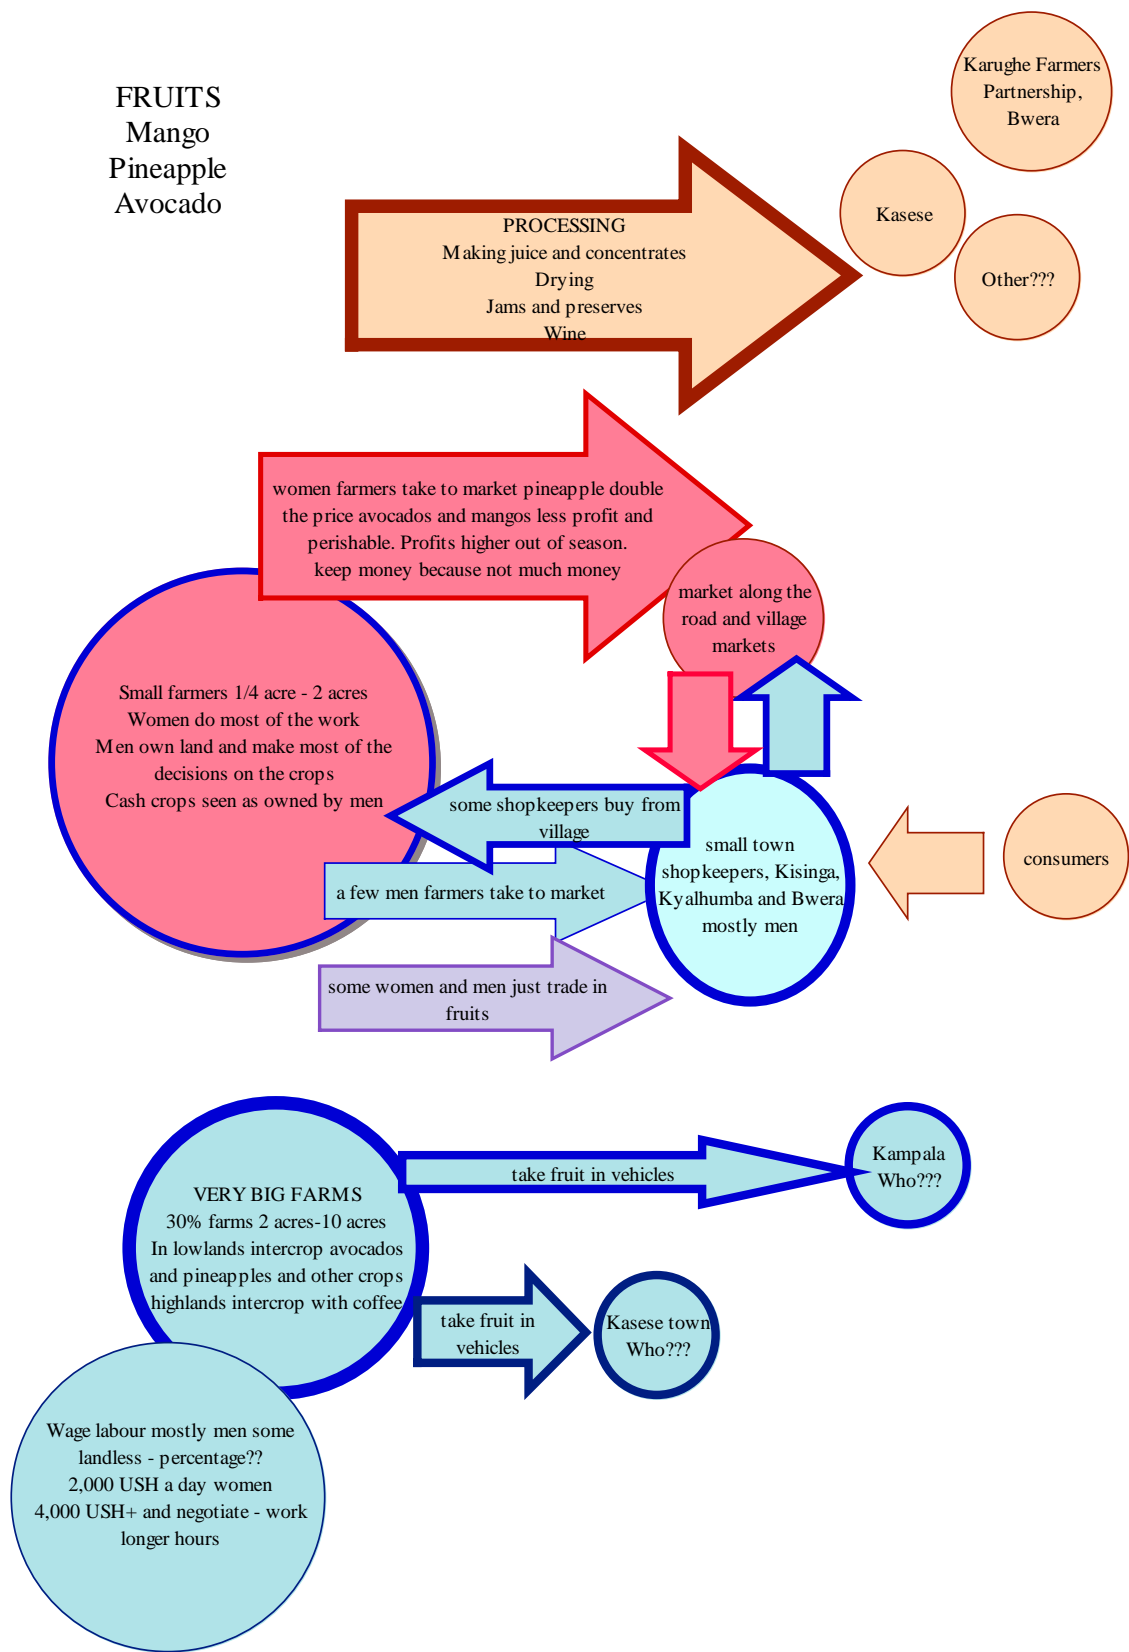 FRUITS
Mango
Pineapple
Avocado
Karughe Farmers
Partnership,
Bwera
Kasese
Other???
PROCESSING
Making juice and concentrates
Drying
Jams and preserves
Wine
women farmers take to market pineapple double
the price avocados and mangos less profit and
perishable. Profits higher out of season.
keep money because not much money
market along the
road and village
markets
Small farmers 1/4 acre - 2 acres
Women do most of the work
Men own land and make most of the
decisions on the crops
Cash crops seen as owned by men
some shopkeepers buy from
village
a few men farmers take to market
small town
shopkeepers, Kisinga,
Kyalhumba and Bwera
mostly men
consumers
some women and men just trade in
fruits
VERY BIG FARMS
30% farms 2 acres-10 acres
In lowlands intercrop avocados
and pineapples and other crops
highlands intercrop with coffee
take fruit in vehicles
Kampala
Who???
take fruit in
vehicles
Kasese town
Who???
Wage labour mostly men some
landless - percentage??
2,000 USH a day women
4,000 USH+ and negotiate - work
longer hours